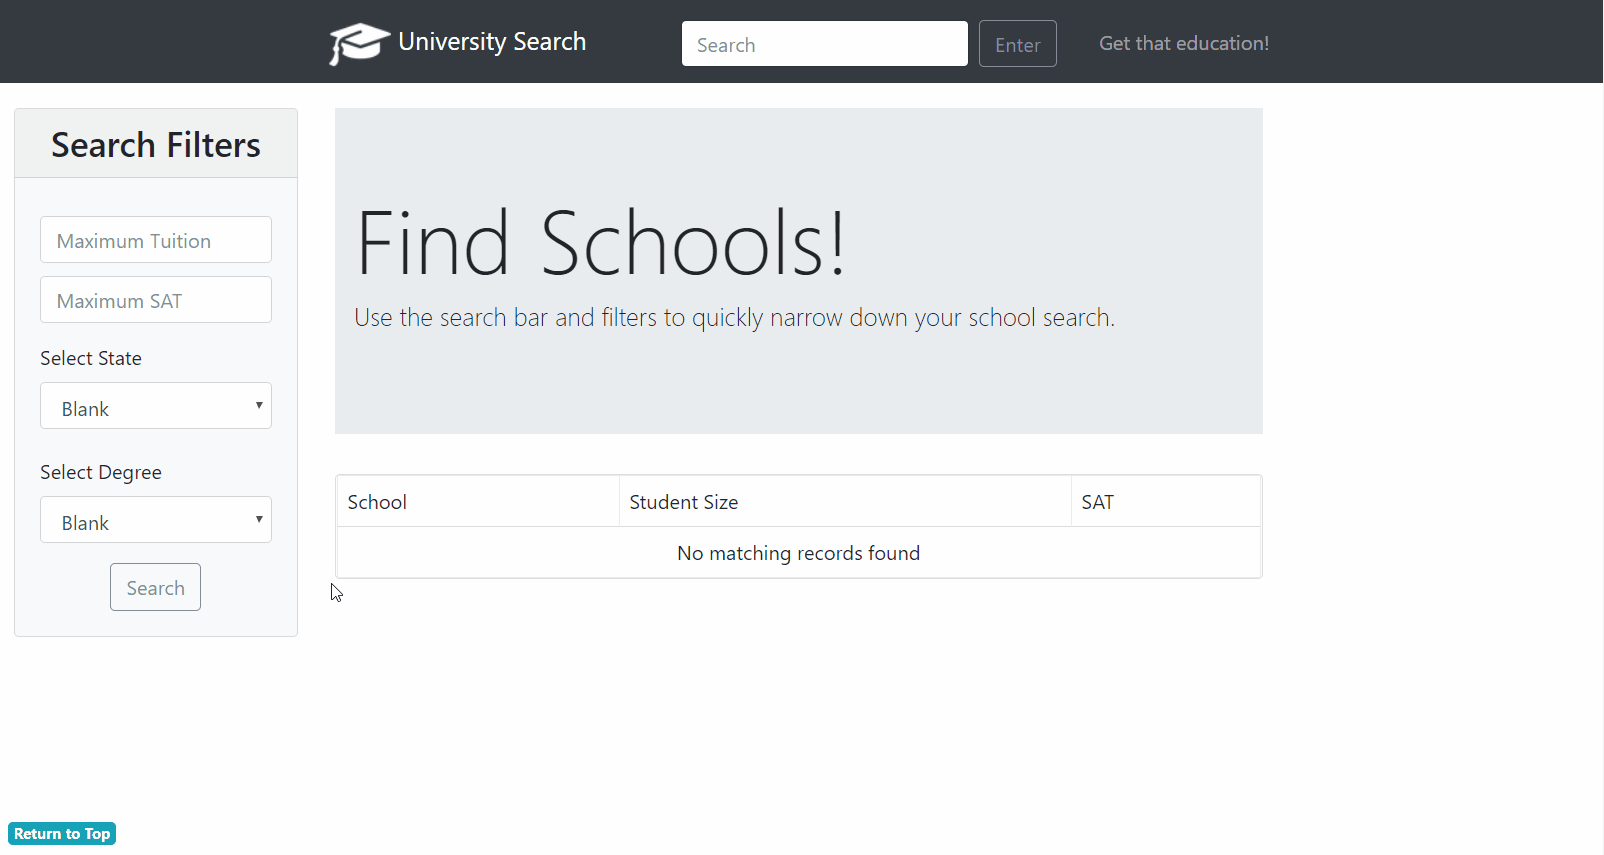 University Search
Search
Enter
Get that education!
Search Filters
Maximum Tuition
Maximum SAT
Select State
Blank
Select Degree
Blank
Search
Find Schools!
Use the search bar and filters to quickly narrow down your school search.
School Student Size SAT
No matching records found
Return to Top